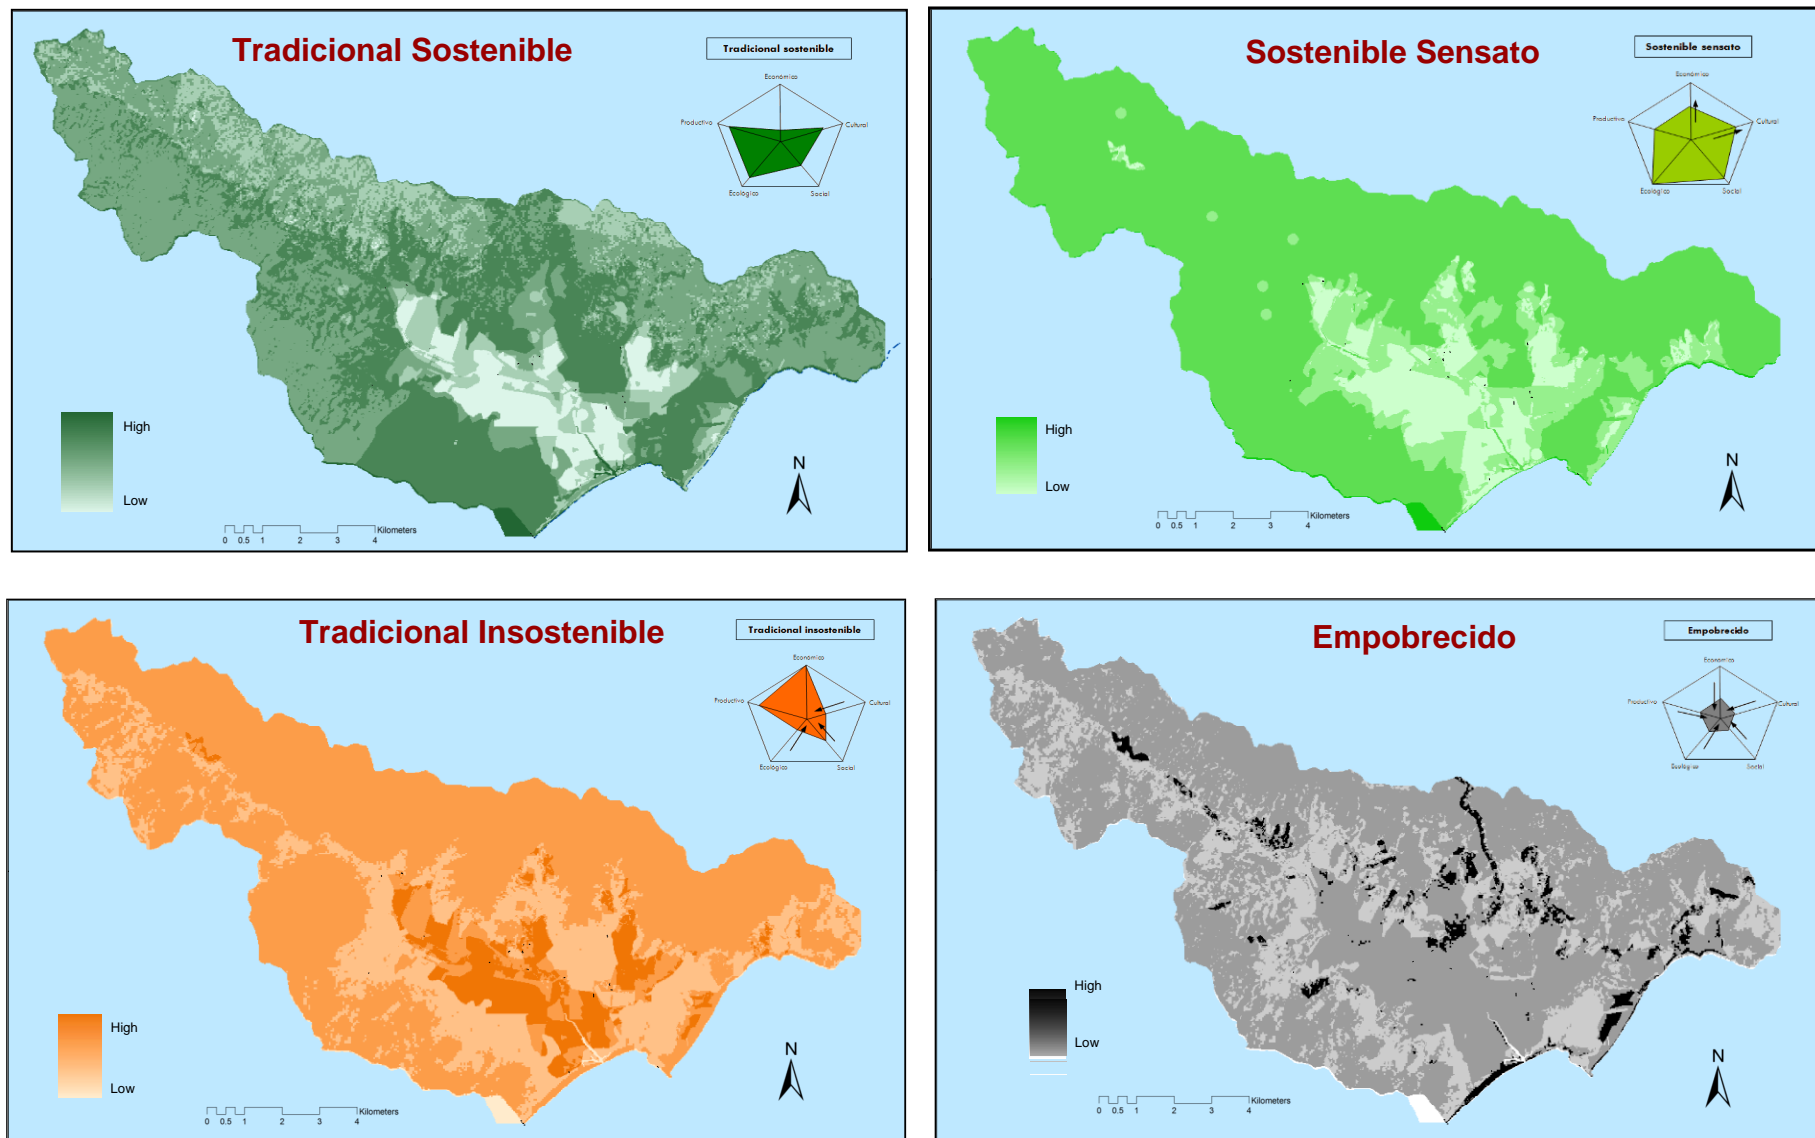 Tradicional Sostenible
Tradicional sostenible
Económico
Productivo
Cultural
Ecológico
Social
High
Low
N
Kilometers
0 0.5 1 2 3 4
Sostenible Sensato
Sostenible sensato
Económico
Productivo
Cultural
Ecológico
Social
High
Low
N
Kilometers
0 0.5 1 2 3 4
Tradicional Insostenible
Tradicional insostenible
Económico
Productivo
Cultural
Ecológico
Social
High
Low
N
Kilometers
0 0.5 1 2 3 4
Empobrecido
Empobrecido
Económico
Productivo
Cultural
Ecológico
Social
High
Low
N
Kilometers
0 0.5 1 2 3 4